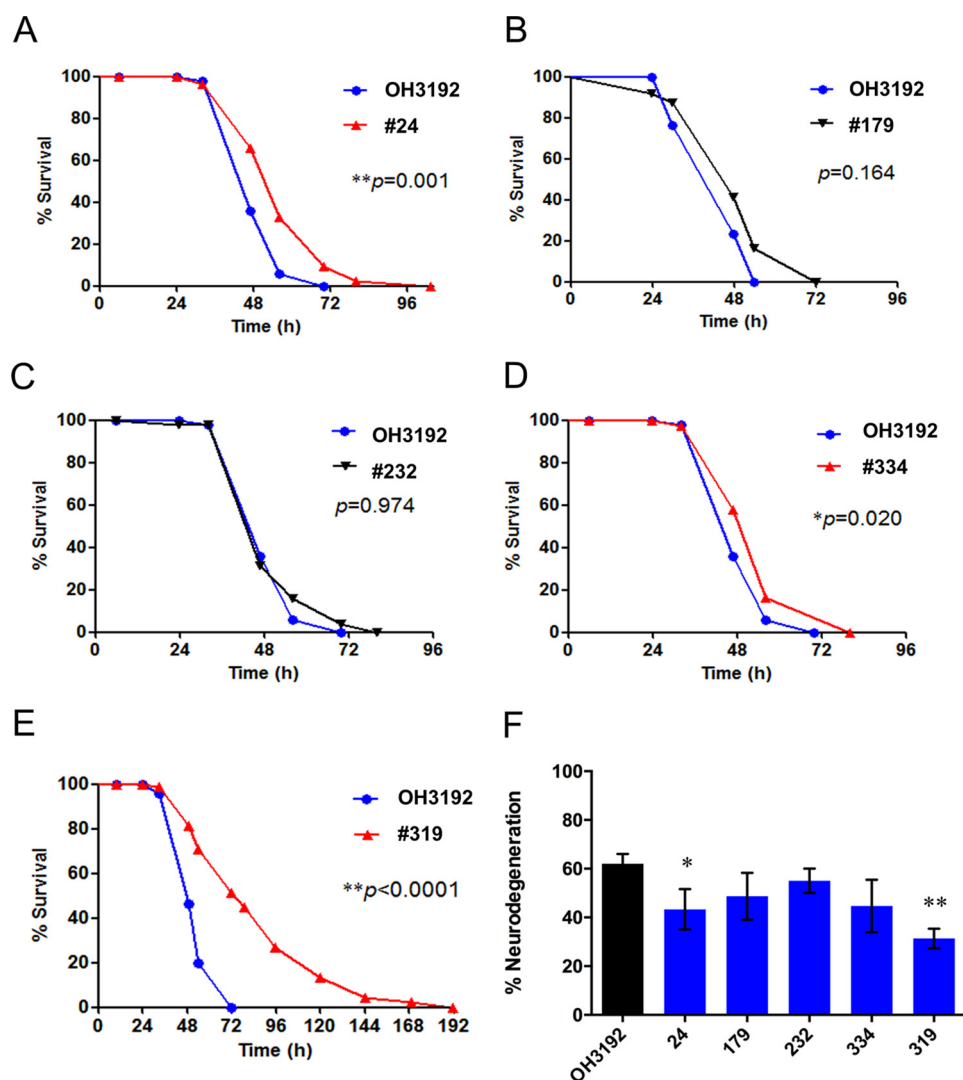 A
100
80
60
40
20
0
% Survival
0 24 48 72 96
Time (h)
OH3192
#24
**p=0.001
B
100
80
60
40
20
0
% Survival
0 24 48 72 96
Time (h)
OH3192
#179
p=0.164
C
100
80
60
40
20
0
% Survival
0 24 48 72 96
Time (h)
OH3192
#232
p=0.974
D
100
80
60
40
20
0
% Survival
0 24 48 72 96
Time (h)
OH3192
#334
*p=0.020
E
100
80
60
40
20
0
% Survival
0 24 48 72 96 120 144 168 192
Time (h)
OH3192
#319
**p<0.0001
F
100
80
60
40
20
0
% Neurodegeneration
*
**
OH3192 24 179 232 334 319